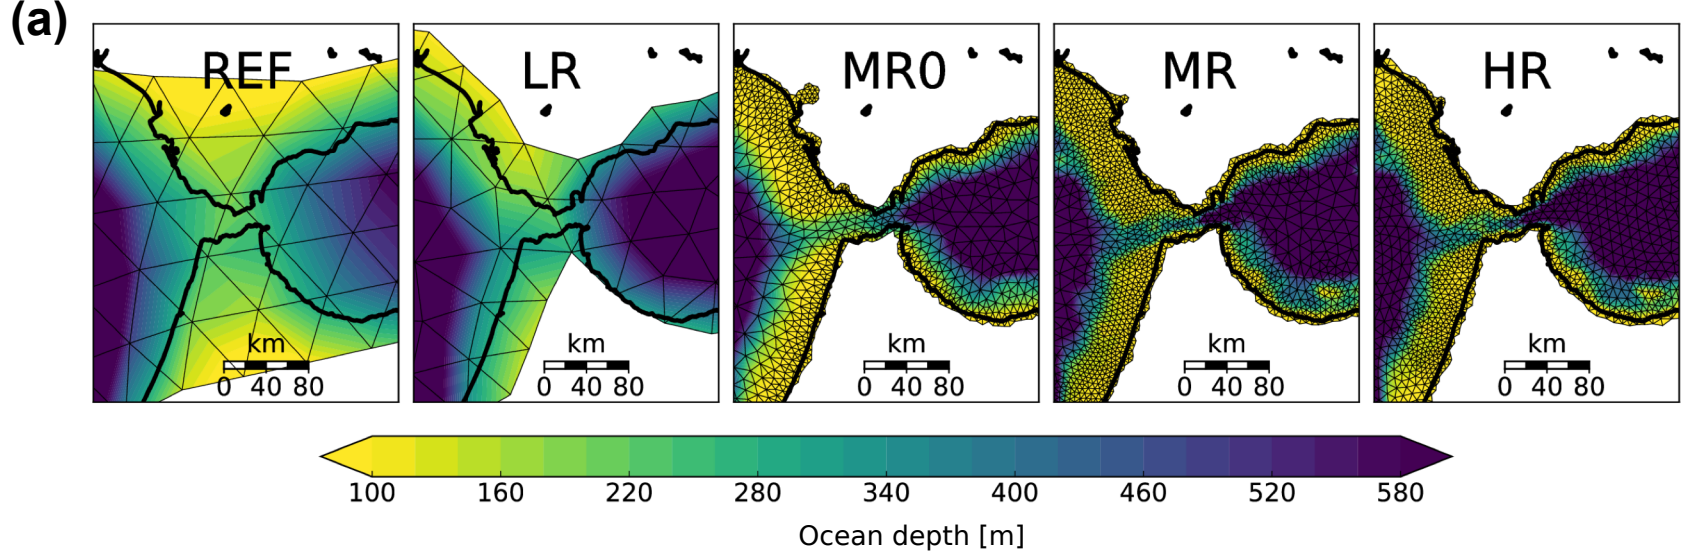 (a)
REF LR MR0 MR HR
km km km km km
0 40 80 0 40 80 0 40 80 0 40 80 0 40 80
100 160 220 280 340 400 460 520 580
Ocean depth [m]